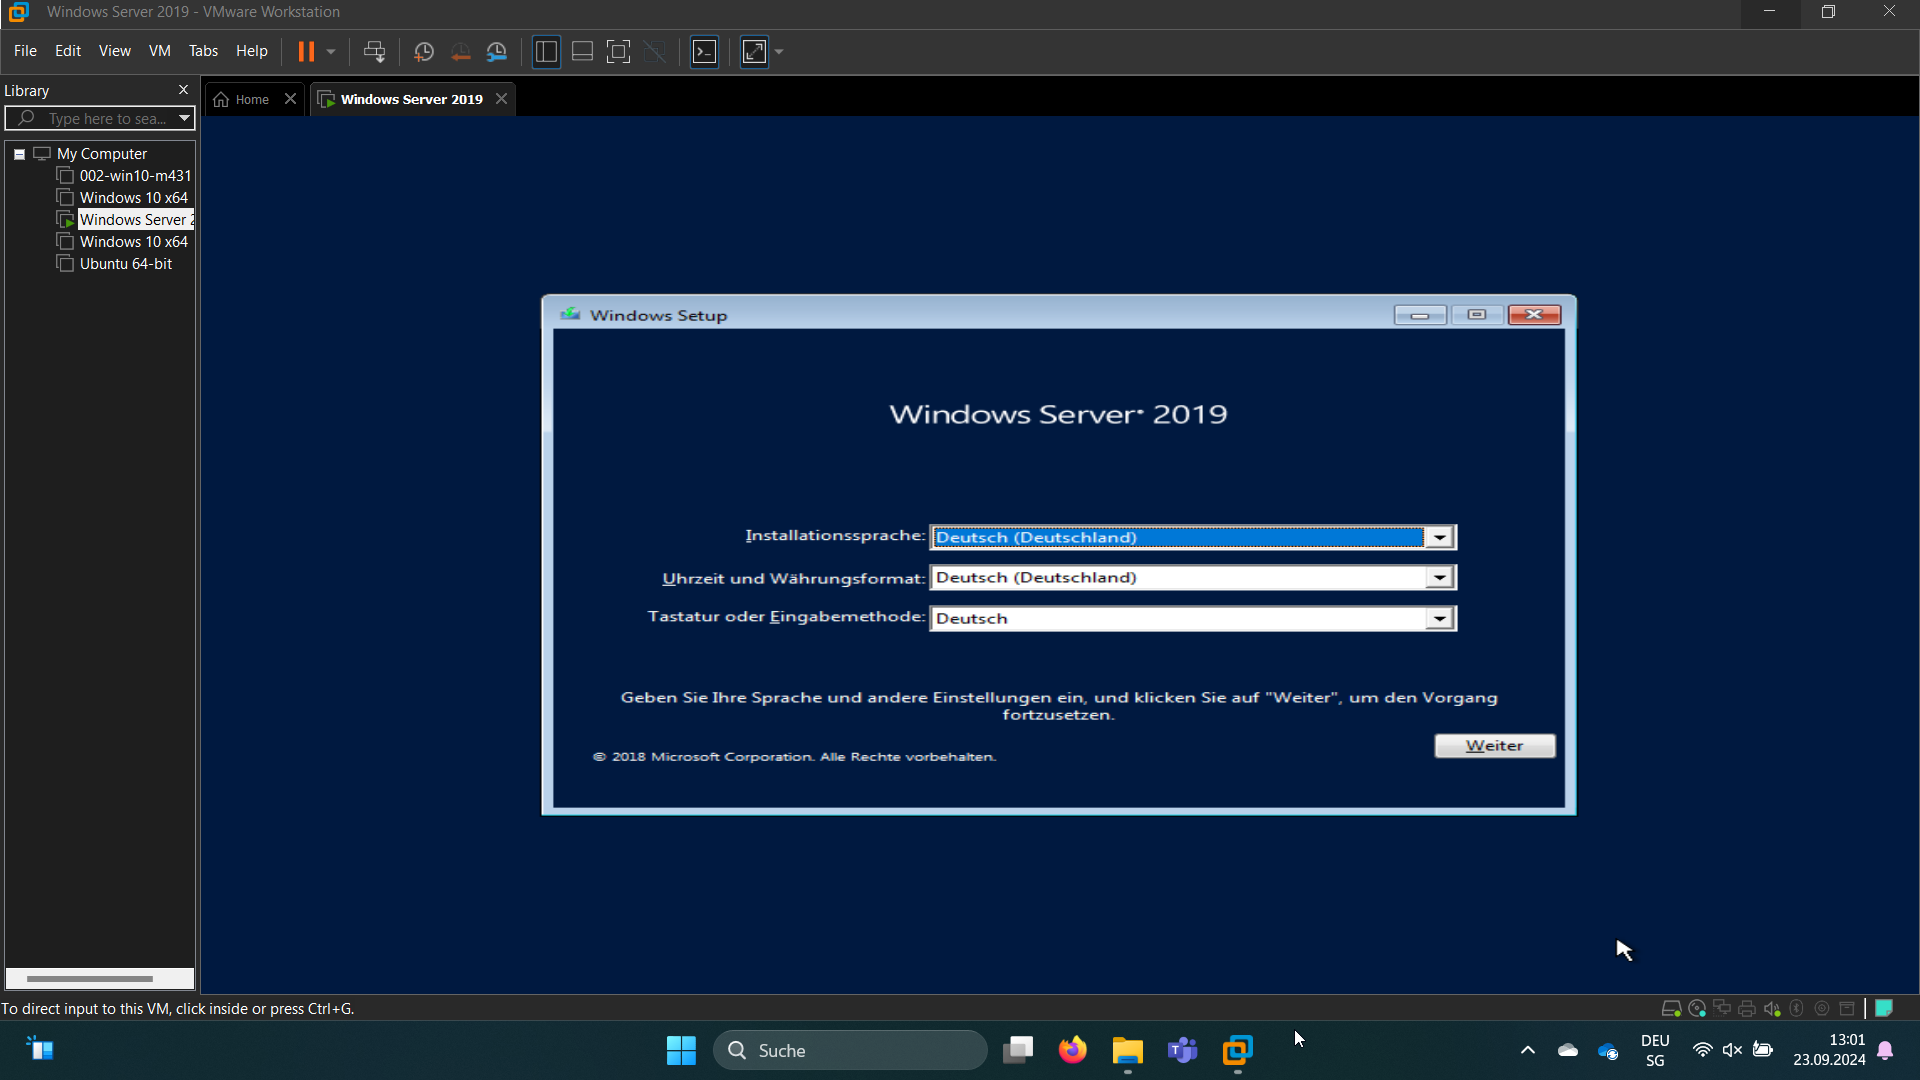 Windows Server 2019 - VMware Workstation
File Edit View VM Tabs Help
Library
Home
Windows Server 2019
Type here to sea...
My Computer
002-win10-m431
Windows 10 x64
Windows Server 2
Windows 10 x64
Ubuntu 64-bit
Windows Setup
Windows Server® 2019
Installationssprache: Deutsch (Deutschland)
Uhrzeit und Währungsformat: Deutsch (Deutschland)
Tastatur oder Eingabemethode: Deutsch
Geben Sie Ihre Sprache und andere Einstellungen ein, und klicken Sie auf "Weiter", um den Vorgang
fortzusetzen.
Weiter
© 2018 Microsoft Corporation. Alle Rechte vorbehalten.
To direct input to this VM, click inside or press Ctrl+G.
Suche
DEU
SG
13:01
23.09.2024